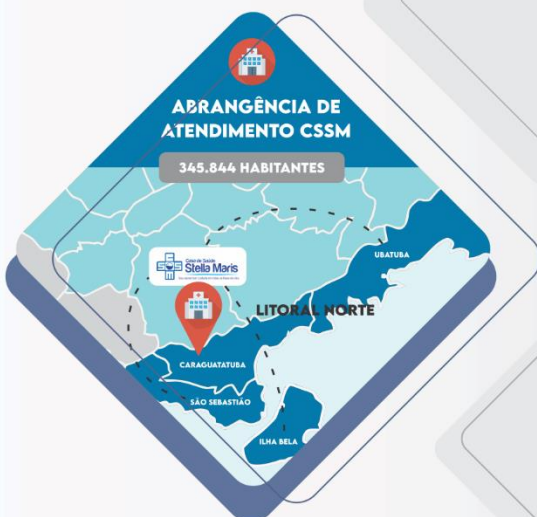 ABRANGÊNCIA DE
ATENDIMENTO CSSM
345.844 HABITANTES
UBATUBA
Casa de Saúde
Stella Maris
LITORAL NORTE
CARAGUATATUBA
SÃO SEBASTIÃO
ILHA BELA